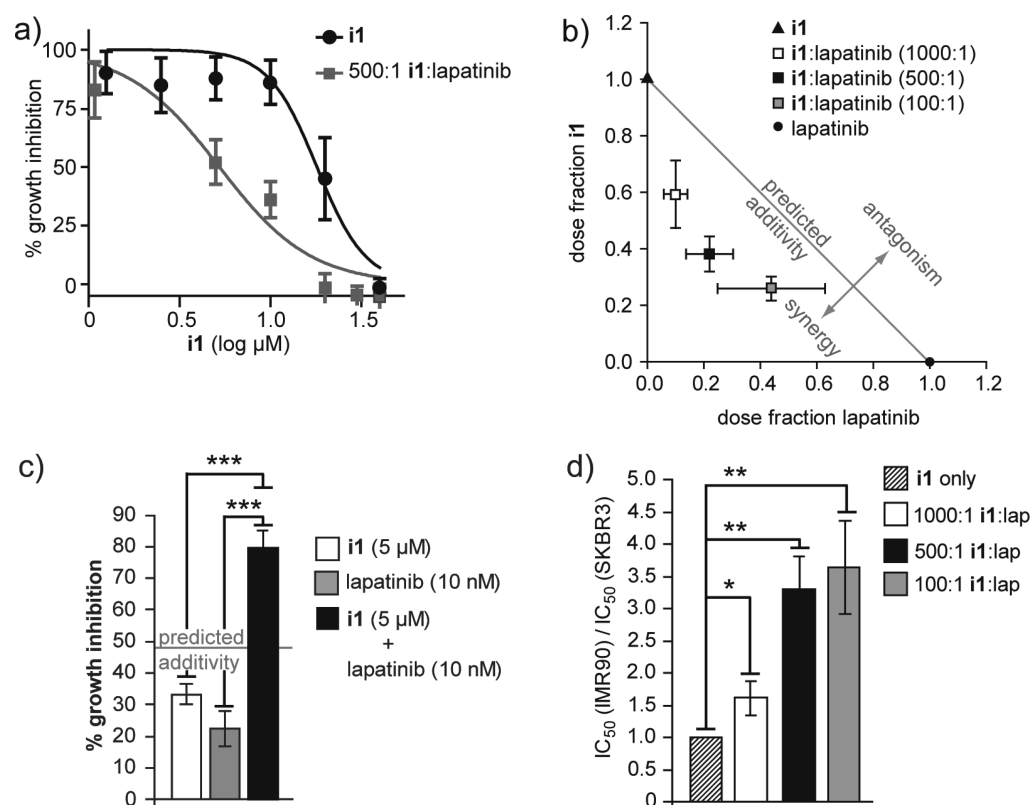 a)
i1
500:1 i1:lapatinib
% growth inhibition
100
75
50
25
0
0
0.5
1.0
1.5
i1 (log µM)
b)
i1
i1:lapatinib (1000:1)
i1:lapatinib (500:1)
i1:lapatinib (100:1)
lapatinib
dose fraction i1
1.0
0.8
0.6
0.4
0.2
0.0
0.0
0.2
0.4
0.6
0.8
1.0
1.2
predicted
additivity
antagonism
synergy
dose fraction lapatinib
c)
***
***
% growth inhibition
90
80
70
60
50
40
30
20
10
0
predicted
additivity
i1 (5 µM)
lapatinib (10 nM)
i1 (5 µM)
+
lapatinib (10 nM)
d)
**
**
*
IC50 (IMR90) / IC50 (SKBR3)
5.0
4.5
4.0
3.5
3.0
2.5
2.0
1.5
1.0
0.5
0
i1 only
1000:1 i1:lap
500:1 i1:lap
100:1 i1:lap